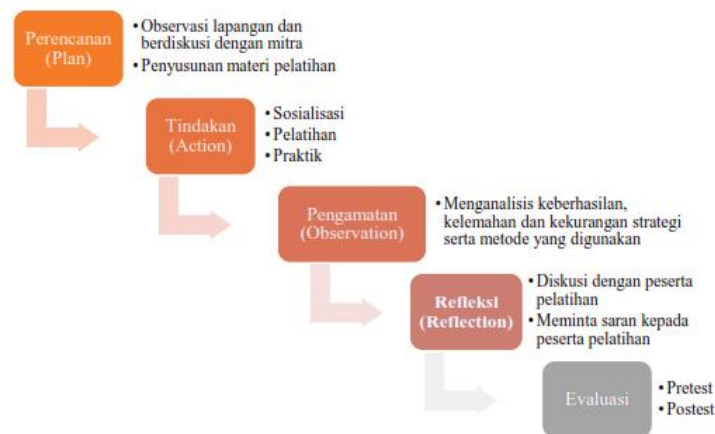 Perencanan
(Plan)
• Observasi lapangan dan
berdiskusi dengan mitra
• Penyusunan materi pelatihan
Tindakan
(Action)
• Sosialisasi
• Pelatihan
• Praktik
Pengamatan
(Observation)
• Menganalisis keberhasilan,
kelemahan dan kekurangan strategi
serta metode yang digunakan
Refleksi
(Reflection)
• Diskusi dengan peserta
pelatihan
• Meminta saran kepada
peserta pelatihan
Evaluasi
• Pretest
• Postest